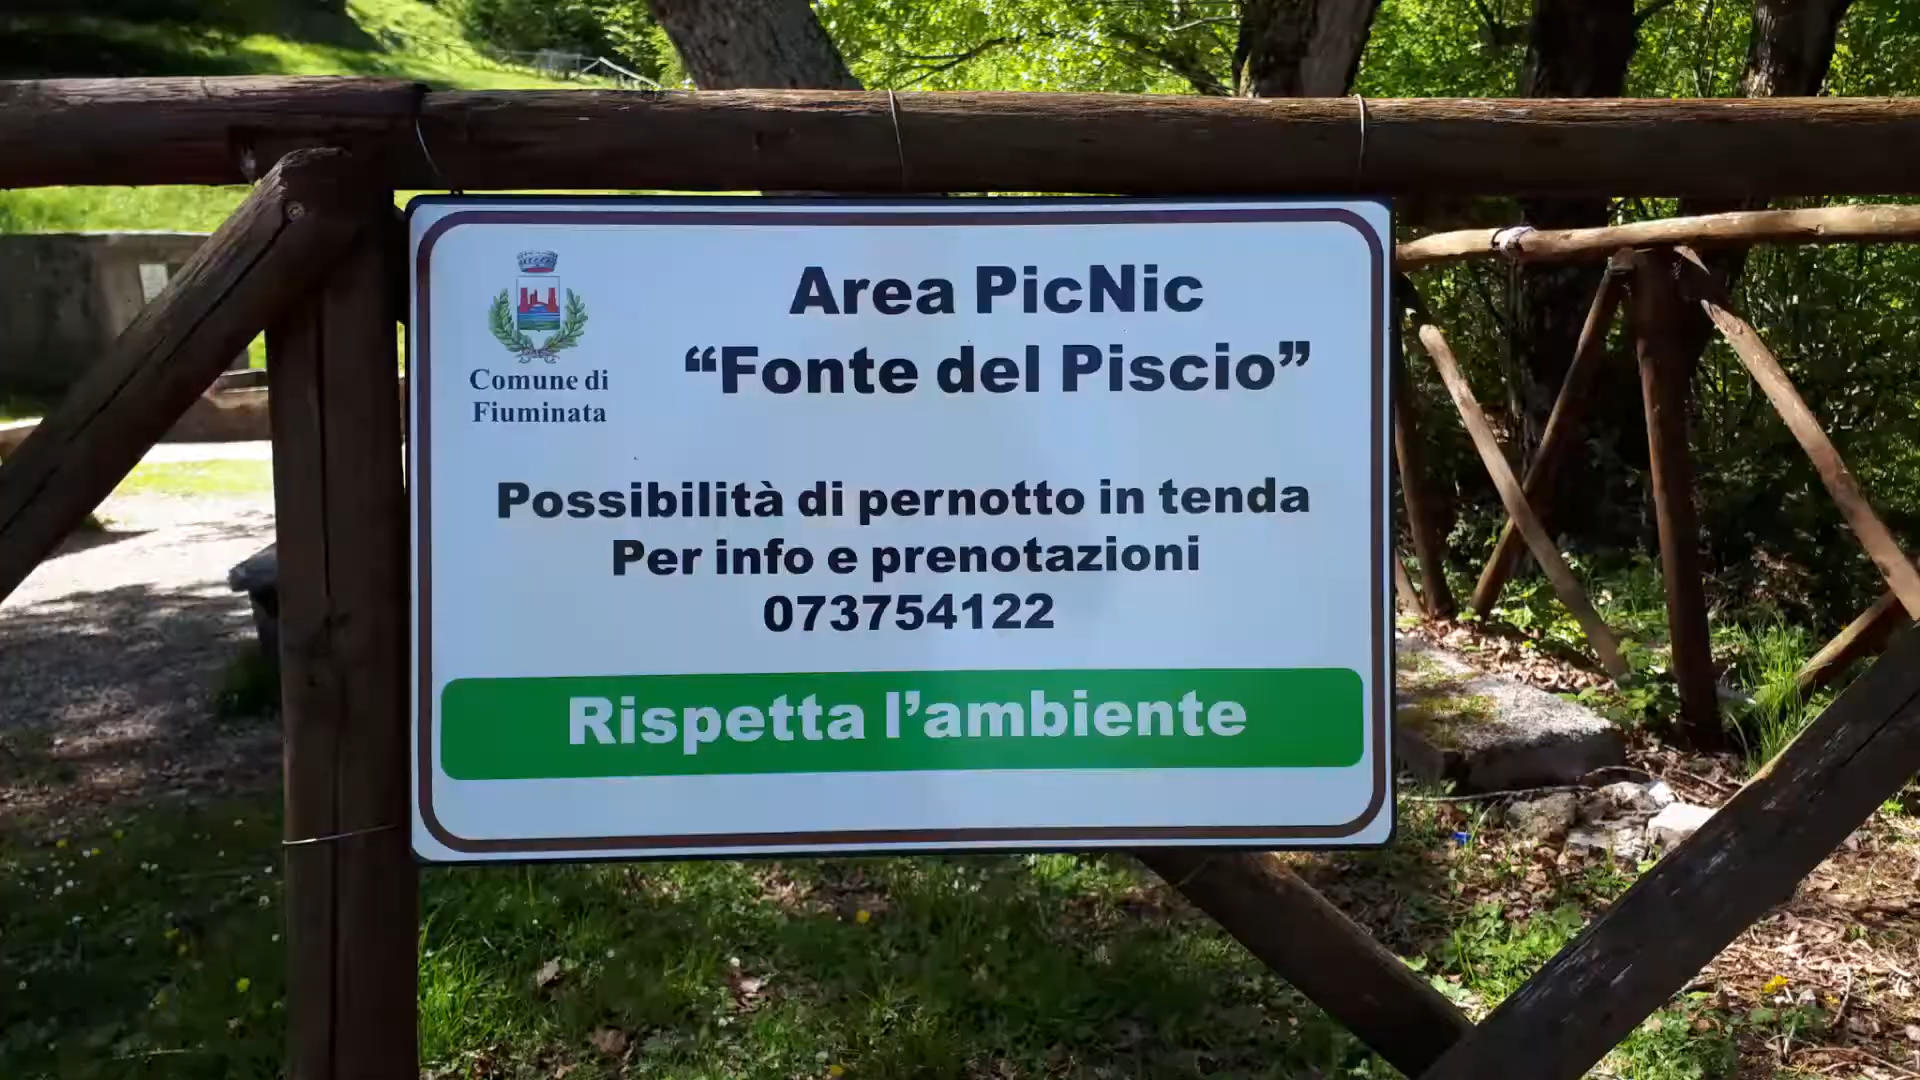 Area PicNic
“Fonte del Piscio”
Comune di
Fiuminata
Possibilità di pernotto in tenda
Per info e prenotazioni
073754122
Rispetta l’ambiente